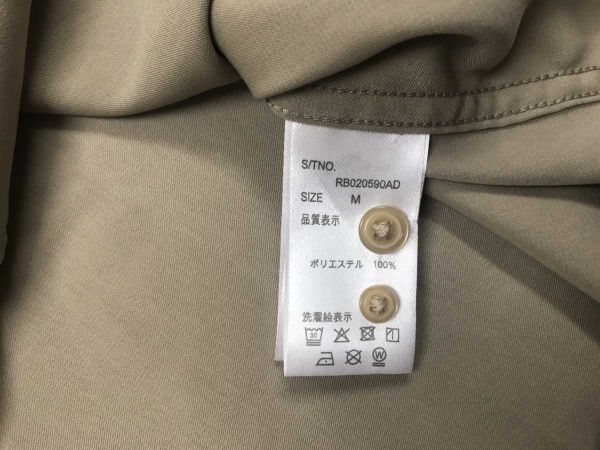 S/TNO.
RB020590AD
SIZE M
品質表示
ポリエステル 100%
洗濯絵表示
30
W